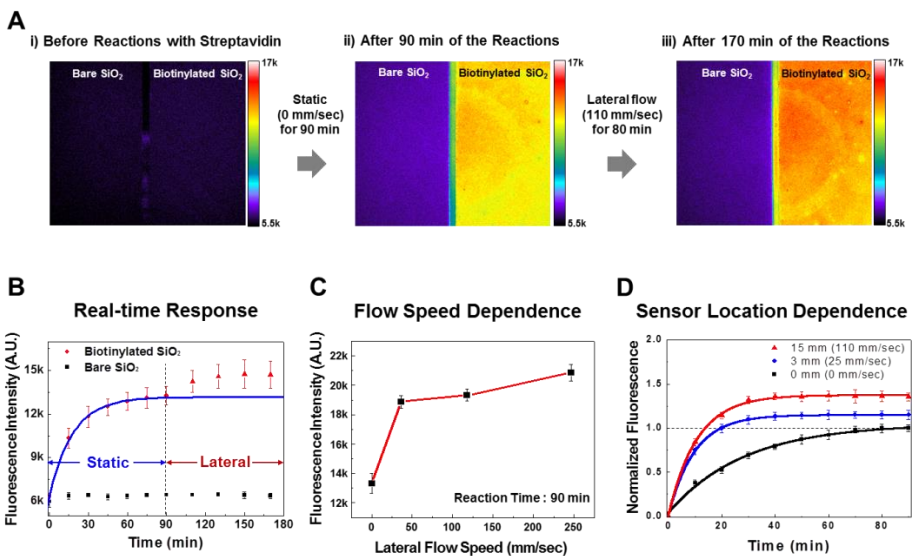 A
i) Before Reactions with Streptavidin
ii) After 90 min of the Reactions
iii) After 170 min of the Reactions
Bare SiO₂
Biotinylated SiO₂
17k
5.5k
Static
(0 mm/sec)
for 90 min
Bare SiO₂
Biotinylated SiO₂
17k
5.5k
Lateral flow
(110 mm/sec)
for 80 min
Bare SiO₂
Biotinylated SiO₂
17k
5.5k
B
Real-time Response
Fluorescence Intensity (A.U.)
15k
12k
9k
6k
Biotinylated SiO₂
Bare SiO₂
Static
Lateral
0 30 60 90 120 150 180
Time (min)
C
Flow Speed Dependence
Fluorescence Intensity (A.U.)
22k
20k
18k
16k
14k
12k
Reaction Time : 90 min
0 50 100 150 200 250
Lateral Flow Speed (mm/sec)
D
Sensor Location Dependence
Normalized Fluorescence
2.0
1.5
1.0
0.5
0.0
15 mm (110 mm/sec)
3 mm (25 mm/sec)
0 mm (0 mm/sec)
0 20 40 60 80
Time (min)